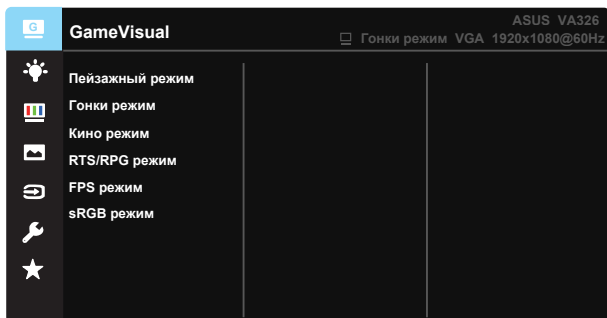 G
GameVisual
ASUS VA326
Гонки режим VGA 1920x1080@60Hz
Пейзажный режим
Гонки режим
Кино режим
RTS/RPG режим
FPS режим
sRGB режим